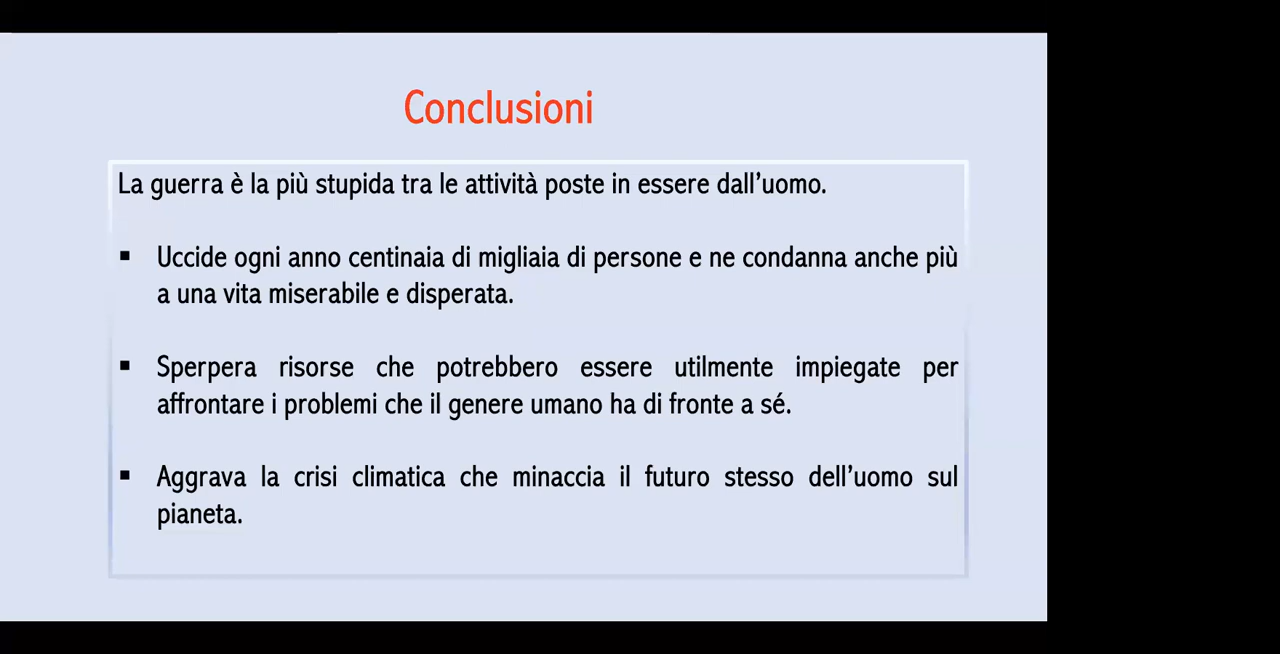 Conclusioni
La guerra è la più stupida tra le attività poste in essere dall’uomo.
▪ Uccide ogni anno centinaia di migliaia di persone e ne condanna anche più
a una vita miserabile e disperata.
▪ Sperpera risorse che potrebbero essere utilmente impiegate per
affrontare i problemi che il genere umano ha di fronte a sé.
▪ Aggrava la crisi climatica che minaccia il futuro stesso dell’uomo sul
pianeta.